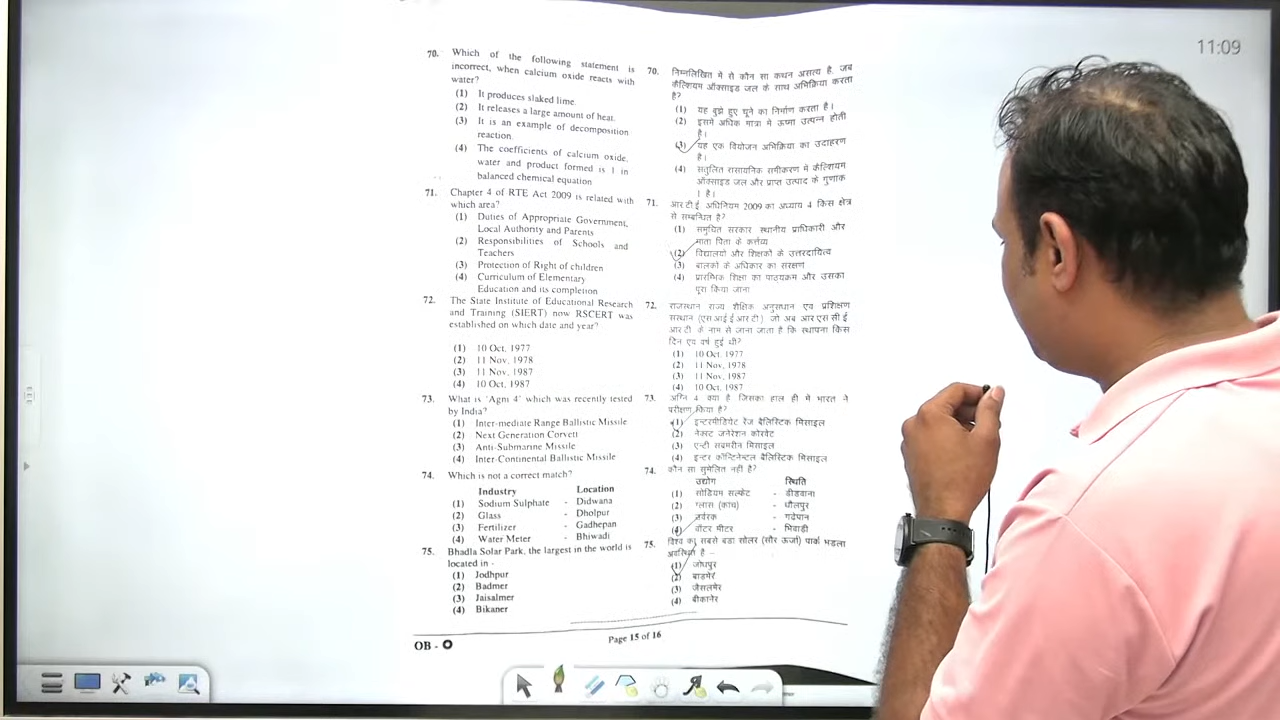 11:09
70. Which of the following statement is
incorrect, when calcium oxide reacts with
water?
(1) It produces slaked lime.
(2) It releases a large amount of heat.
(3) It is an example of decomposition
reaction.
(4) The coefficients of calcium oxide,
water and product formed is 1 in
balanced chemical equation
71. Chapter 4 of RTE Act 2009 is related with
which area?
(1) Duties of Appropriate Government,
Local Authority and Parents
(2) Responsibilities of Schools and
Teachers
(3) Protection of Right of children
(4) Curriculum of Elementary
Education and its completion
72. The State Institute of Educational Research
and Training (SIERT) now RSCERT was
established on which date and year?
(1) 10 Oct, 1977
(2) 11 Nov, 1978
(3) 11 Nov, 1987
(4) 10 Oct, 1987
73. What is 'Agni 4' which was recently tested
by India?
(1) Inter-mediate Range Ballistic Missile
(2) Next Generation Corvett
(3) Anti-Submarine Missile
(4) Inter-Continental Ballistic Missile
74. Which is not a correct match?
Industry Location
(1) Sodium Sulphate - Didwana
(2) Glass - Dholpur
(3) Fertilizer - Gadhepan
(4) Water Meter - Bhiwadi
75. Bhadla Solar Park, the largest in the world is
located in -
(1) Jodhpur
(2) Badmer
(3) Jaisalmer
(4) Bikaner
70. निम्नलिखित में से कौन सा कथन असत्य है, जब
कैल्शियम ऑक्साइड जल के साथ अभिक्रिया करता
है?
(1) यह बुझे हुए चूने का निर्माण करता है।
(2) इसमें अधिक मात्रा में ऊष्मा उत्पन्न होती
है।
(3) यह एक वियोजन अभिक्रिया का उदाहरण
है।
(4) संतुलित रासायनिक समीकरण में कैल्शियम
ऑक्साइड जल और प्राप्त उत्पाद के गुणांक
1 है।
71. आर.टी.ई. अधिनियम 2009 का अध्याय 4 किस क्षेत्र
से सम्बन्धित है?
(1) समुचित सरकार स्थानीय प्राधिकारी और
माता पिता के कर्त्तव्य
(2) विद्यालयों और शिक्षकों के उत्तरदायित्व
(3) बालकों के अधिकार का संरक्षण
(4) प्रारम्भिक शिक्षा का पाठ्यक्रम और उसका
पूरा किया जाना
72. राजस्थान राज्य शैक्षिक अनुसंधान एवं प्रशिक्षण
संस्थान (एस आई ई आर टी) जो अब आर एस सी ई
आर टी के नाम से जाना जाता है कि स्थापना किस
दिन एवं वर्ष हुई थी?
(1) 10 Oct, 1977
(2) 11 Nov, 1978
(3) 11 Nov, 1987
(4) 10 Oct, 1987
73. अग्नि 4 क्या है जिसका हाल ही में भारत ने
परीक्षण किया है?
(1) इन्टरमीडियेट रेंज बैलिस्टिक मिसाइल
(2) नेक्स्ट जनेरेशन कोरवेट
(3) एन्टी सबमरीन मिसाइल
(4) इन्टर कॉन्टिनेन्टल बैलिस्टिक मिसाइल
74. कौन सा सुमेलित नहीं है?
उद्योग स्थिति
(1) सोडियम सल्फेट - डीडवाना
(2) ग्लास (कांच) - धौलपुर
(3) उर्वरक - गढेपान
(4) वॉटर मीटर - भिवाडी
75. विश्व का सबसे बडा सोलर (सौर ऊर्जा) पार्क भडला
अवस्थित है –
(1) जोधपुर
(2) बाडमेर
(3) जैसलमेर
(4) बीकानेर
OB - Page 15 of 16